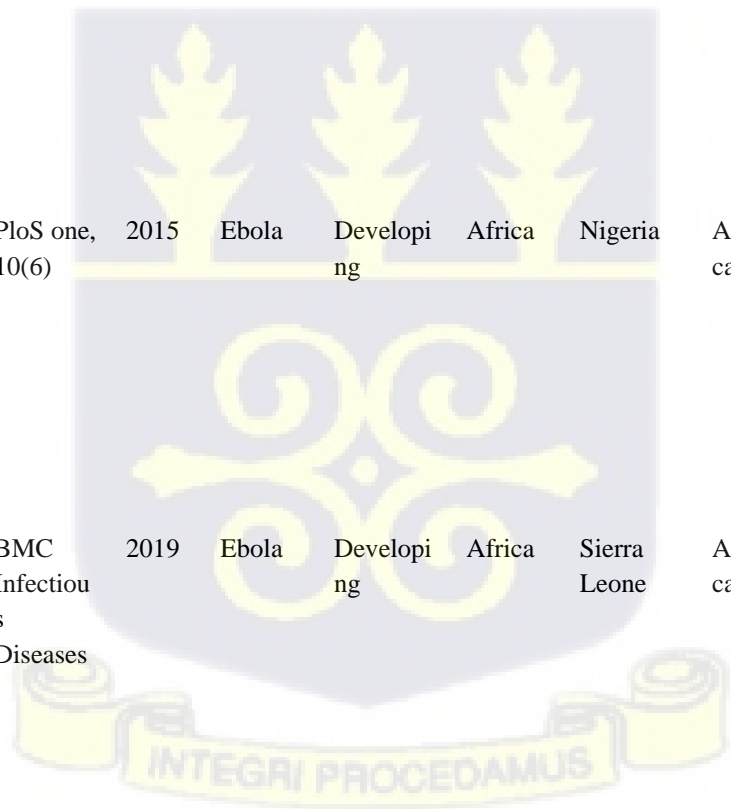 PloS one, 2015 Ebola Developi Africa Nigeria A
10(6) ng ca
BMC 2019 Ebola Developi Africa Sierra A
Infectiou ng Leone ca
s
Diseases
INTEGRI PROCEDAMUS